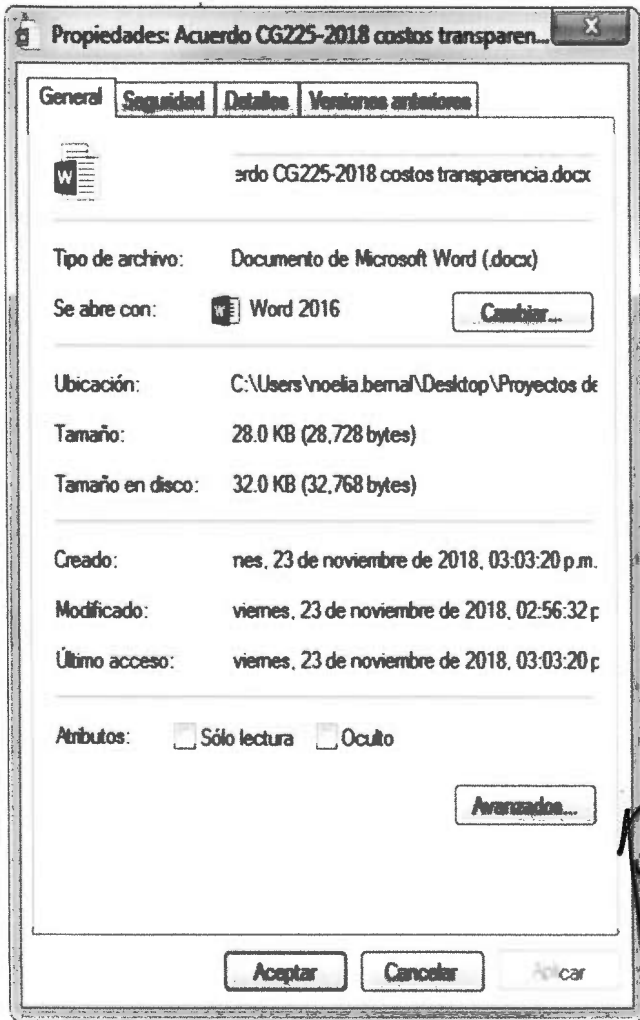 Propiedades: Acuerdo CG225-2018 costos transparen...
General Seguridad Detalles Versiones anteriores
erdo CG225-2018 costos transparencia.docx
Tipo de archivo: Documento de Microsoft Word (.docx)
Se abre con: Word 2016 Cambiar...
Ubicación: C:\Users\noelia.bernal\Desktop\Proyectos de
Tamaño: 28.0 KB (28,728 bytes)
Tamaño en disco: 32.0 KB (32,768 bytes)
Creado: nes, 23 de noviembre de 2018, 03:03:20 p.m.
Modificado: viernes, 23 de noviembre de 2018, 02:56:32 p
Último acceso: viernes, 23 de noviembre de 2018, 03:03:20 p
Atributos: Sólo lectura Oculto
Avanzados...
Aceptar Cancelar Aplicar